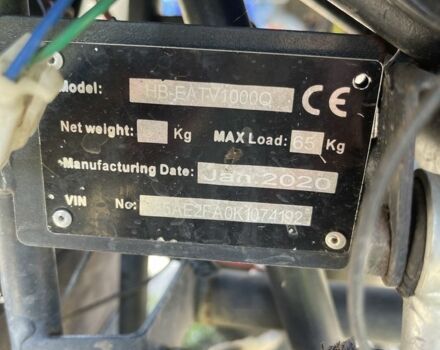 Model: HB-EATV1000Q CE
Net weight: Kg MAX Load: 65 Kg
Manufacturing Date: Jan.2020
VIN No: